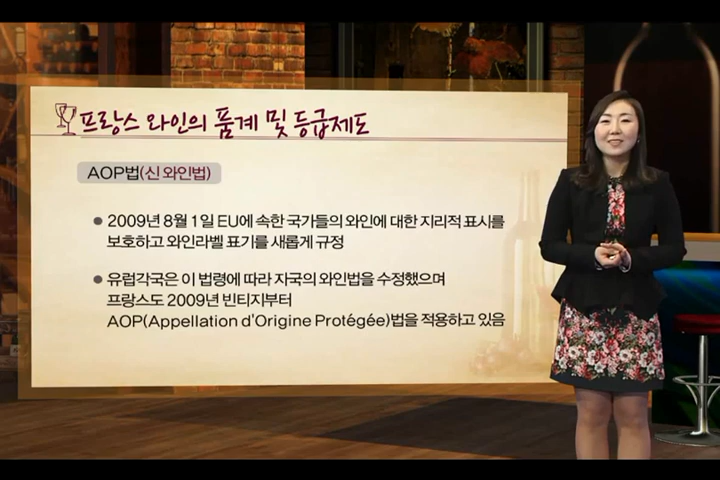 프랑스 와인의 품계 및 등급제도
AOP법(신 와인법)
● 2009년 8월 1일 EU에 속한 국가들의 와인에 대한 지리적 표시를
보호하고 와인라벨 표기를 새롭게 규정
● 유럽각국은 이 법령에 따라 자국의 와인법을 수정했으며
프랑스도 2009년 빈티지부터
AOP(Appellation d'Origine Protégée)법을 적용하고 있음